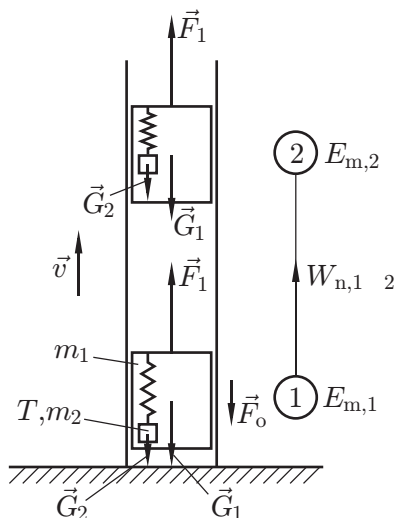 F⃗₁
2
Eₘ,₂
G⃗₂
G⃗₁
v⃗
F⃗₁
Wₙ,₁ ₂
m₁
T,m₂
F⃗ₒ
1
Eₘ,₁
G⃗₂
G⃗₁